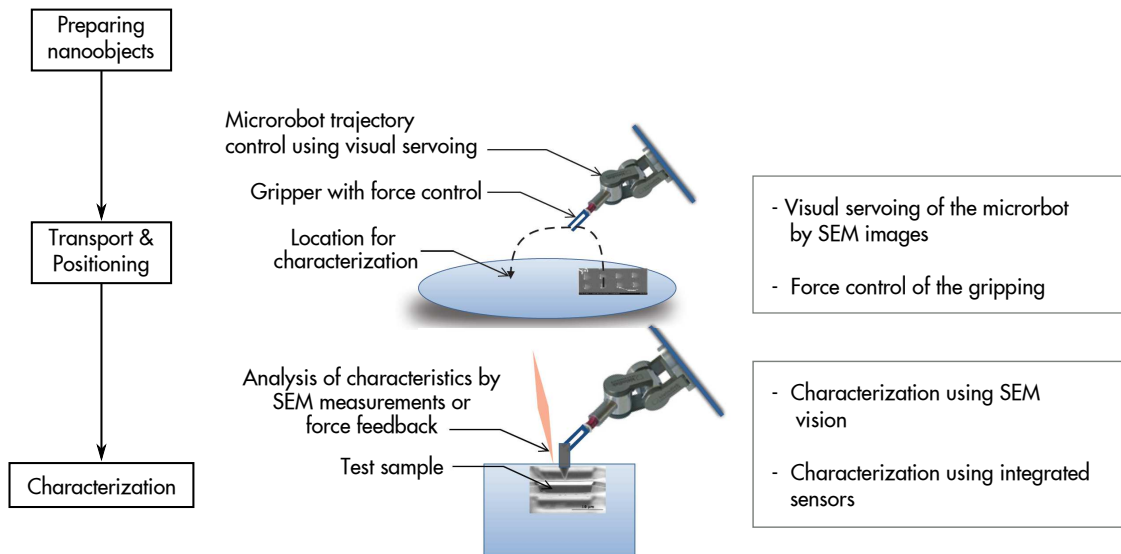 Preparing
nanoobjects
Microrobot trajectory
control using visual servoing
Gripper with force control
Transport &
Positioning
Location for
characterization
- Visual servoing of the microrbot
by SEM images
- Force control of the gripping
Analysis of characteristics by
SEM measurements or
force feedback
Test sample
Characterization
- Characterization using SEM
vision
- Characterization using integrated
sensors